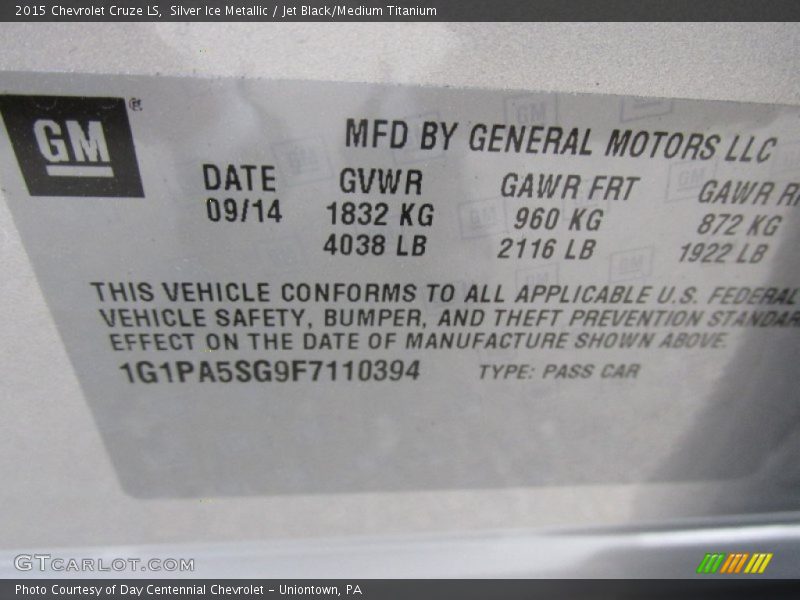 2015 Chevrolet Cruze LS, Silver Ice Metallic / Jet Black/Medium Titanium
GM ®
MFD BY GENERAL MOTORS LLC
DATE GVWR GAWR FRT GAWR
09/14 1832 KG 960 KG 872 KG
4038 LB 2116 LB 1922 LB
THIS VEHICLE CONFORMS TO ALL APPLICABLE U.S. FEDERAL
VEHICLE SAFETY, BUMPER, AND THEFT PREVENTION STANDAR
EFFECT ON THE DATE OF MANUFACTURE SHOWN ABOVE.
1G1PA5SG9F7110394 TYPE: PASS CAR
GTCARLOT.COM
Photo Courtesy of Day Centennial Chevrolet - Uniontown, PA